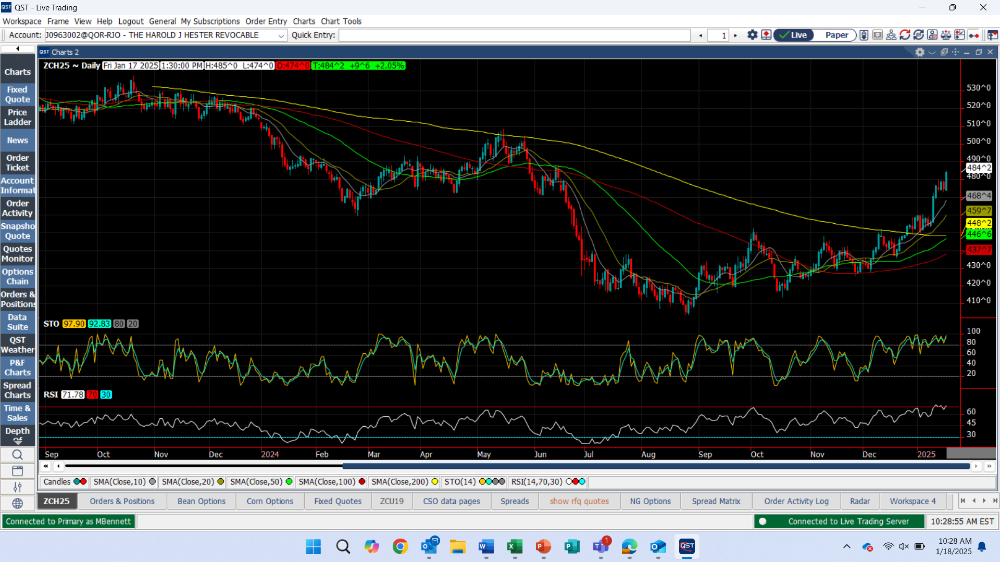 QST QST - Live Trading
Workspace Frame View Help Logout General My Subscriptions Order Entry Charts Chart Tools
Account: J0963002@QOR-RJO - THE HAROLD J HESTER REVOCABLE Quick Entry: 1 Live Paper
QST Charts 2
ZCH25 ~ Daily Fri Jan 17 2025 1:30:00 PM H:485^0 L:474^0 O:474^0 T:484^2 +9^6 +2.05%
Charts
Fixed
Quote
Price
Ladder
News
Order
Ticket
Account
Informat
Order
Activity
Snapsho
Quote
Quotes
Monitor
Options
Chain
Orders &
Positions
Data
Suite
QST
Weather
P&F
Charts
Spread
Charts
Time &
Sales
Depth
Of
530^0
520^0
510^0
500^0
490^0
484^2
480^0
468^4
459^7
448^2
446^6
437^7
430^0
420^0
410^0
STO 97.90 92.83 80 20
100
80
60
40
20
RSI 71.78 70 30
60
45
30
Sep Oct Nov Dec 2024 Feb Mar Apr May Jun Jul Aug Sep Oct Nov Dec 2025
Candles SMA(Close,10) SMA(Close,20) SMA(Close,50) SMA(Close,100) SMA(Close,200) STO(14) RSI(14,70,30)
ZCH25 Orders & Positions Bean Options Corn Options Fixed Quotes ZCU19 CSO data pages Spreads show rfq quotes NG Options Spread Matrix Order Activity Log Radar Workspace 4
Connected to Primary as MBennett Connected to Live Trading Server 10:28:55 AM EST
1 QST
10:28 AM
1/18/2025